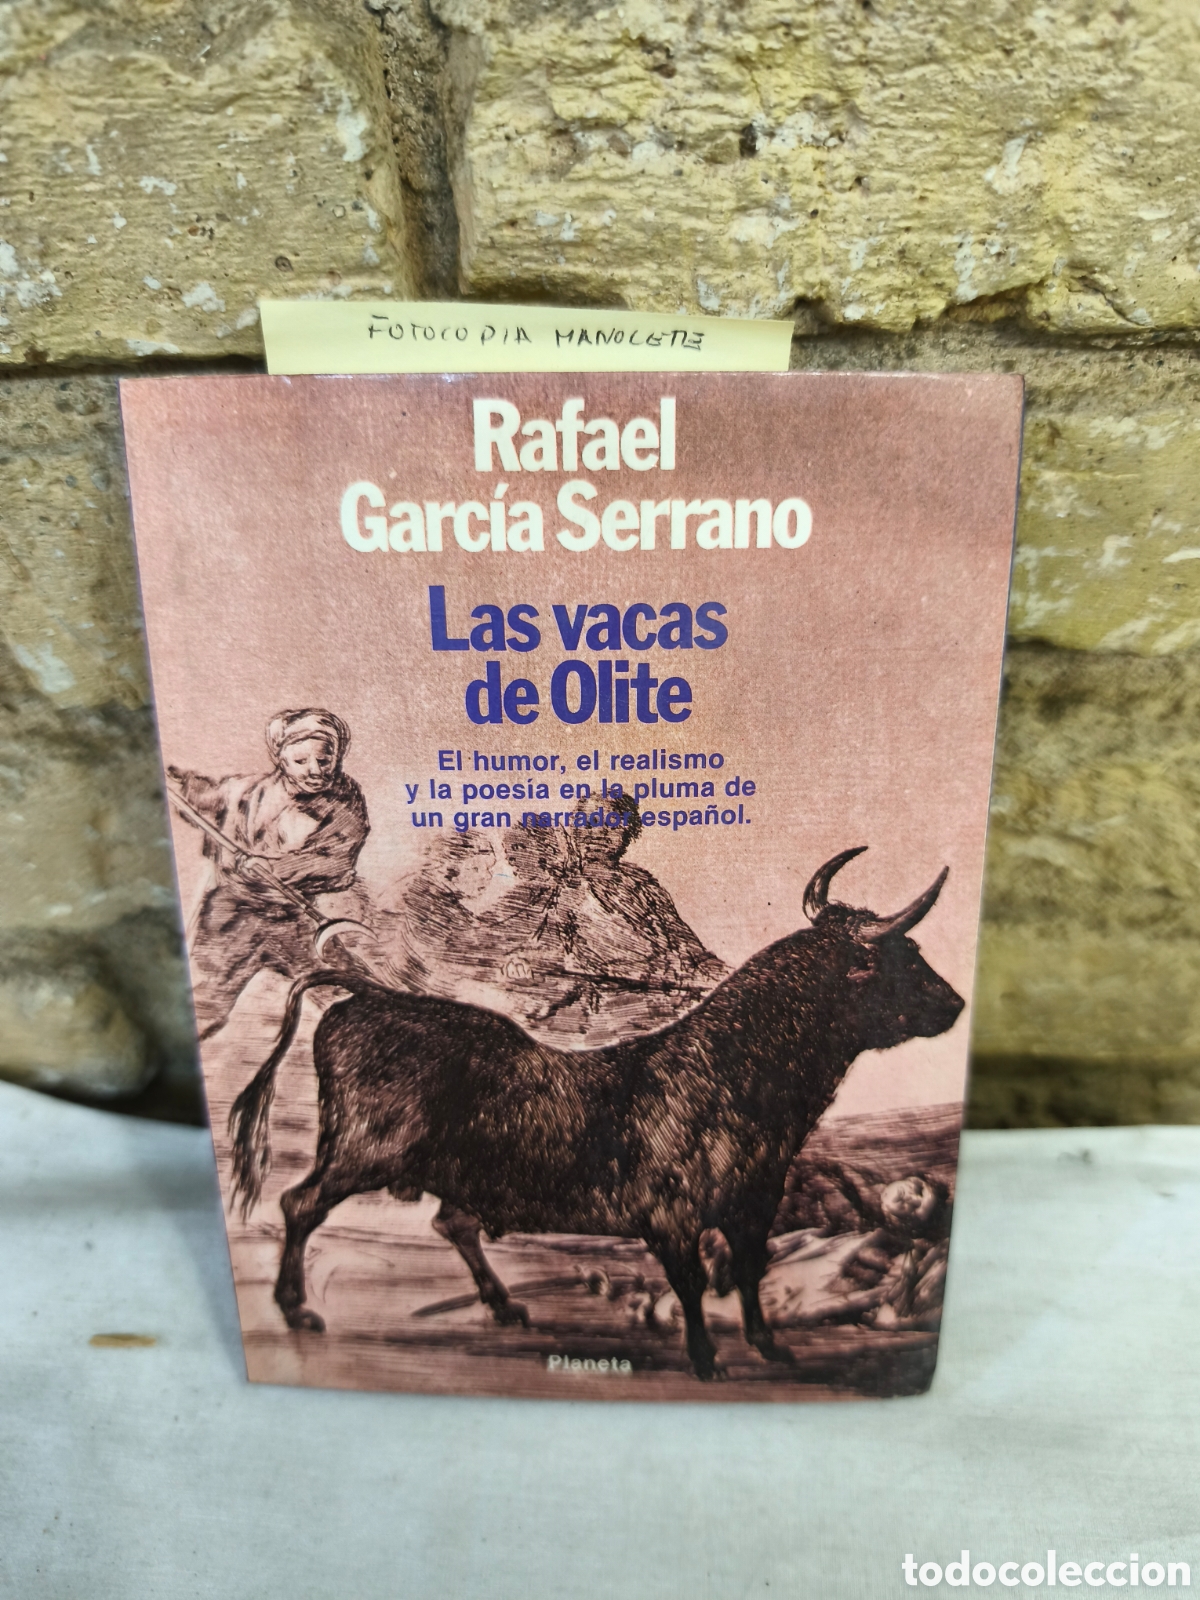 FOTOCOPIA MANOLETE
Rafael
García Serrano
Las vacas
de Olite
El humor, el realismo
y la poesía en la pluma de
un gran narrador español.
Planeta
todocoleccion